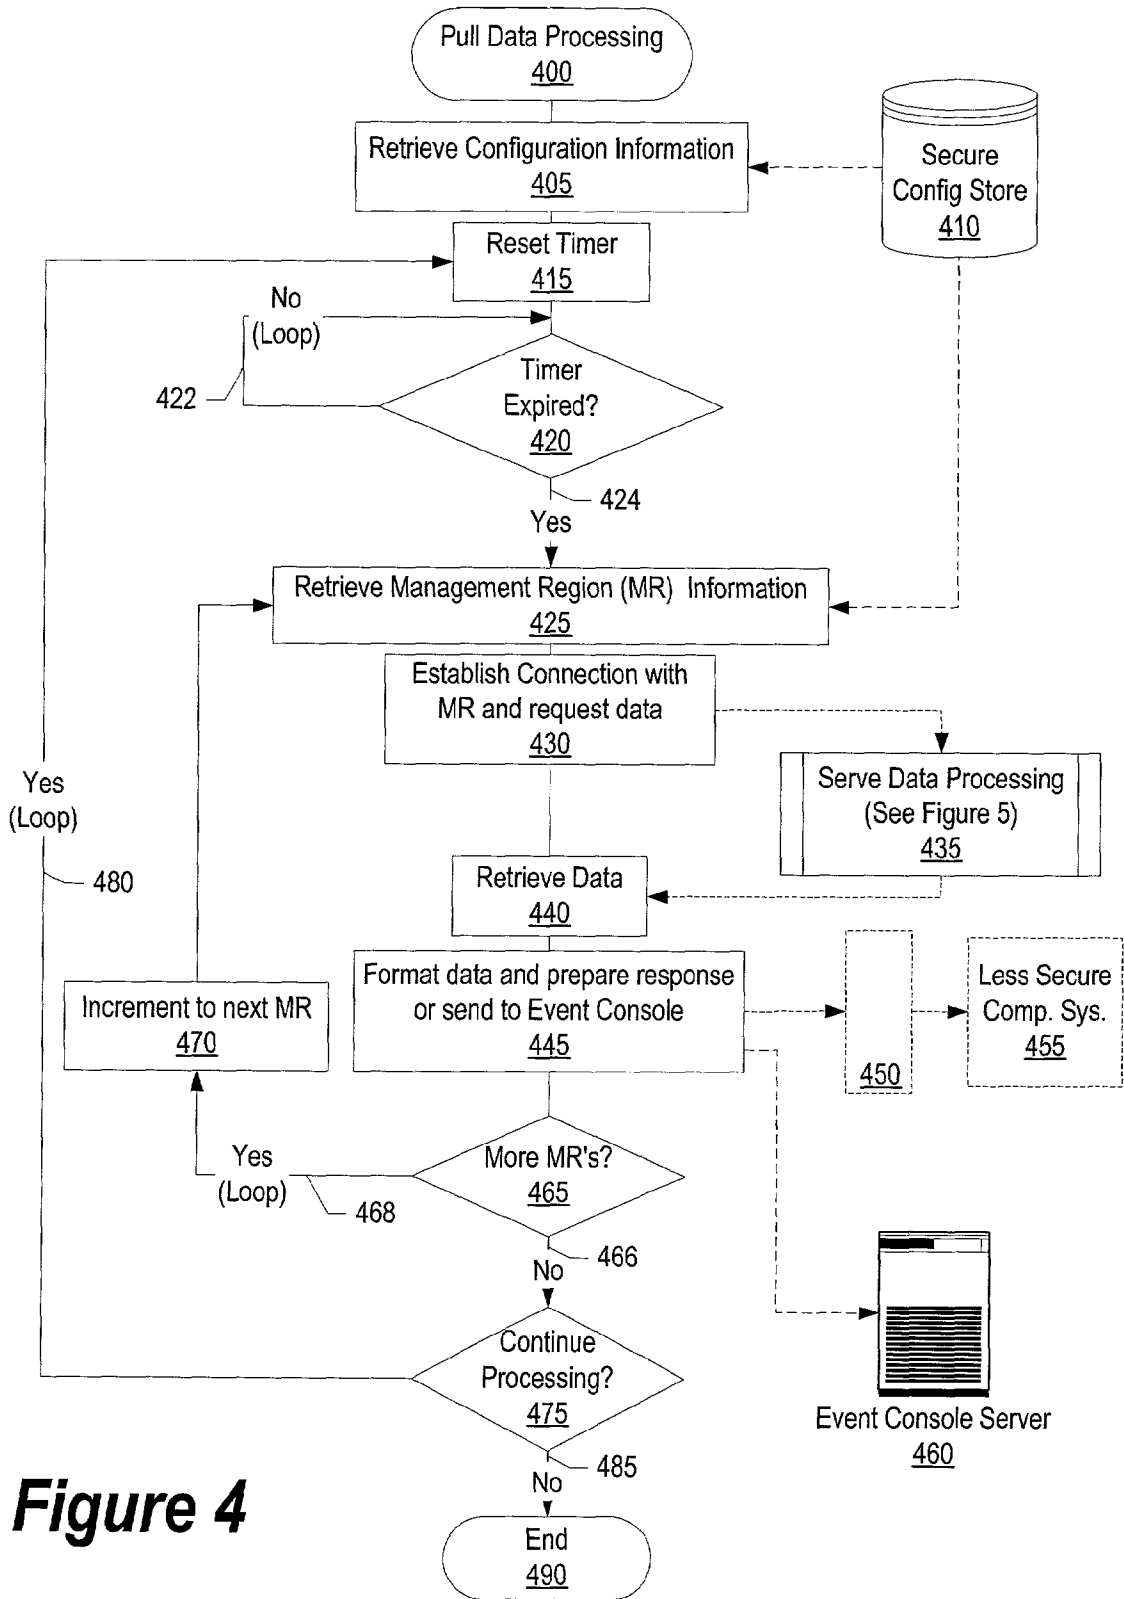 Pull Data Processing
400
Retrieve Configuration Information
405
Secure
Config Store
410
Reset Timer
415
No
(Loop)
422
Timer
Expired?
420
424
Yes
Retrieve Management Region (MR) Information
425
Establish Connection with
MR and request data
430
Serve Data Processing
(See Figure 5)
435
Yes
(Loop)
480
Retrieve Data
440
Format data and prepare response
or send to Event Console
445
450
Less Secure
Comp. Sys.
455
Increment to next MR
470
Yes
(Loop)
468
More MR's?
465
466
No
Continue
Processing?
475
Event Console Server
460
485
No
End
490
Figure 4